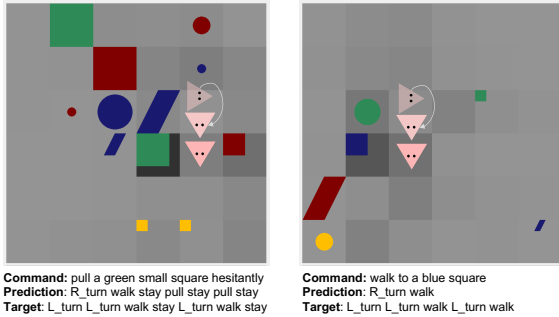 Command: pull a green small square hesitantly
Prediction: R_turn walk stay pull stay pull stay
Target: L_turn L_turn walk stay L_turn walk stay
Command: walk to a blue square
Prediction: R_turn walk
Target: L_turn L_turn walk L_turn walk